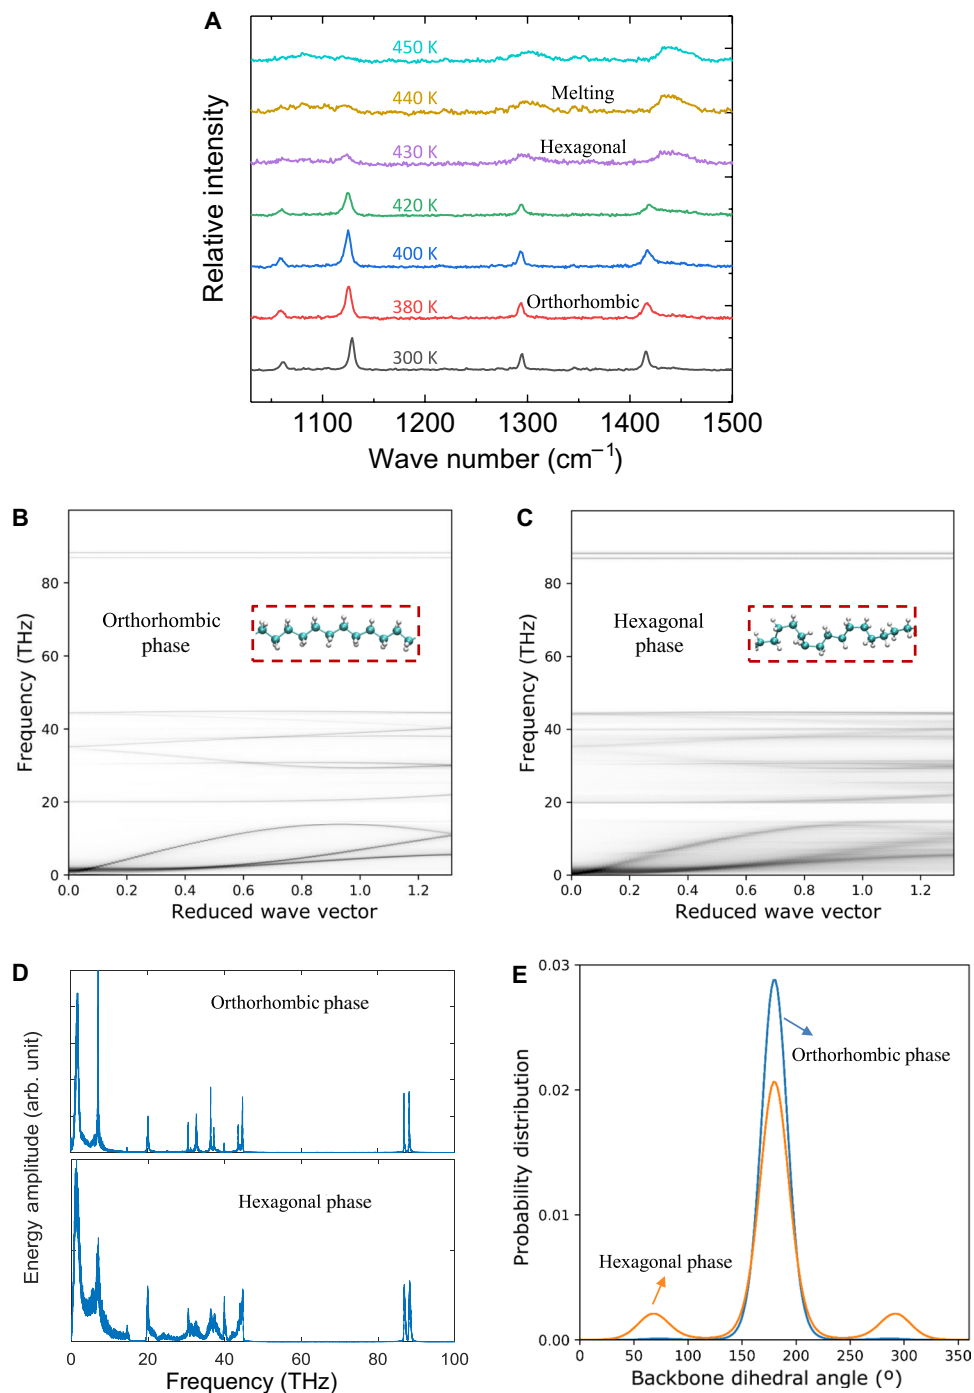 A
Relative intensity
450 K
440 K
Melting
430 K
Hexagonal
420 K
400 K
380 K
Orthorhombic
300 K
1100 1200 1300 1400 1500
Wave number (cm⁻¹)
B
Frequency (THz)
80
60
40
20
0
Orthorhombic
phase
0.0 0.2 0.4 0.6 0.8 1.0 1.2
Reduced wave vector
C
Frequency (THz)
80
60
40
20
0
Hexagonal
phase
0.0 0.2 0.4 0.6 0.8 1.0 1.2
Reduced wave vector
D
Energy amplitude (arb. unit)
Orthorhombic phase
Hexagonal phase
0 20 40 60 80 100
Frequency (THz)
E
Probability distribution
0.03
0.02
0.01
0.00
Orthorhombic phase
Hexagonal phase
0 50 100 150 200 250 300 350
Backbone dihedral angle (º)